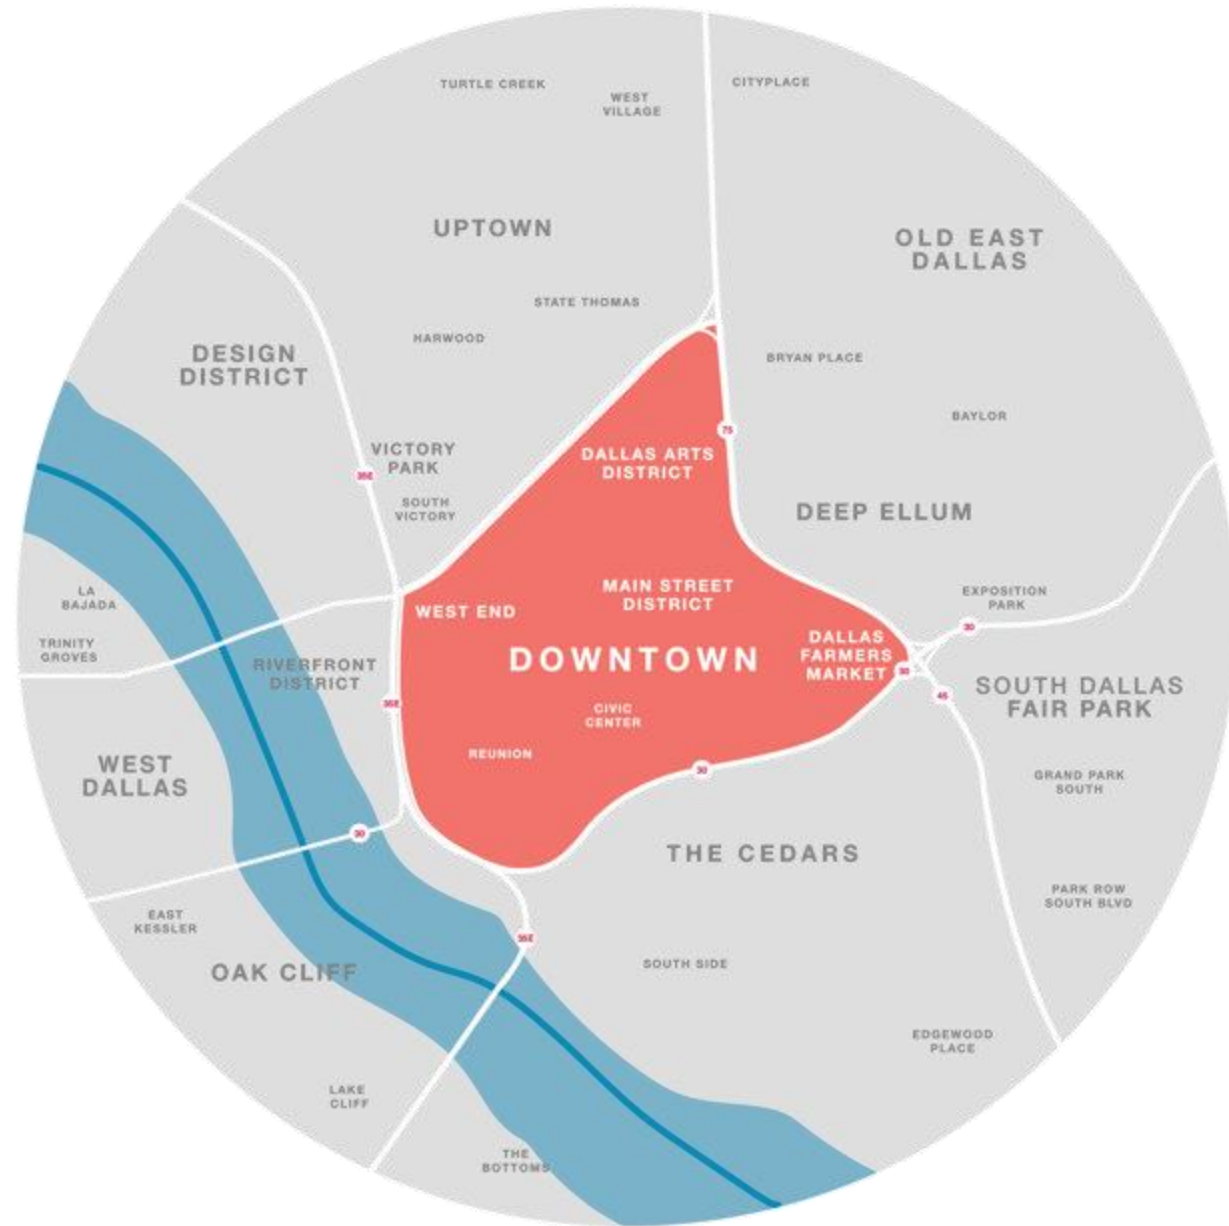 TURTLE CREEK
WEST
VILLAGE
CITYPLACE
UPTOWN
OLD EAST
DALLAS
STATE THOMAS
HARWOOD
DESIGN
DISTRICT
BRYAN PLACE
BAYLOR
75
VICTORY
PARK
35E
SOUTH
VICTORY
DALLAS ARTS
DISTRICT
DEEP ELLUM
LA
BAJADA
TRINITY
GROVES
WEST END
MAIN STREET
DISTRICT
EXPOSITION
PARK
30
RIVERFRONT
DISTRICT
DOWNTOWN
DALLAS
FARMERS
MARKET
30
45
SOUTH DALLAS
FAIR PARK
35E
CIVIC
CENTER
REUNION
WEST
DALLAS
30
GRAND PARK
SOUTH
30
THE CEDARS
EAST
KESSLER
PARK ROW
SOUTH BLVD
35E
OAK CLIFF
SOUTH SIDE
EDGEWOOD
PLACE
LAKE
CLIFF
THE
BOTTOMS